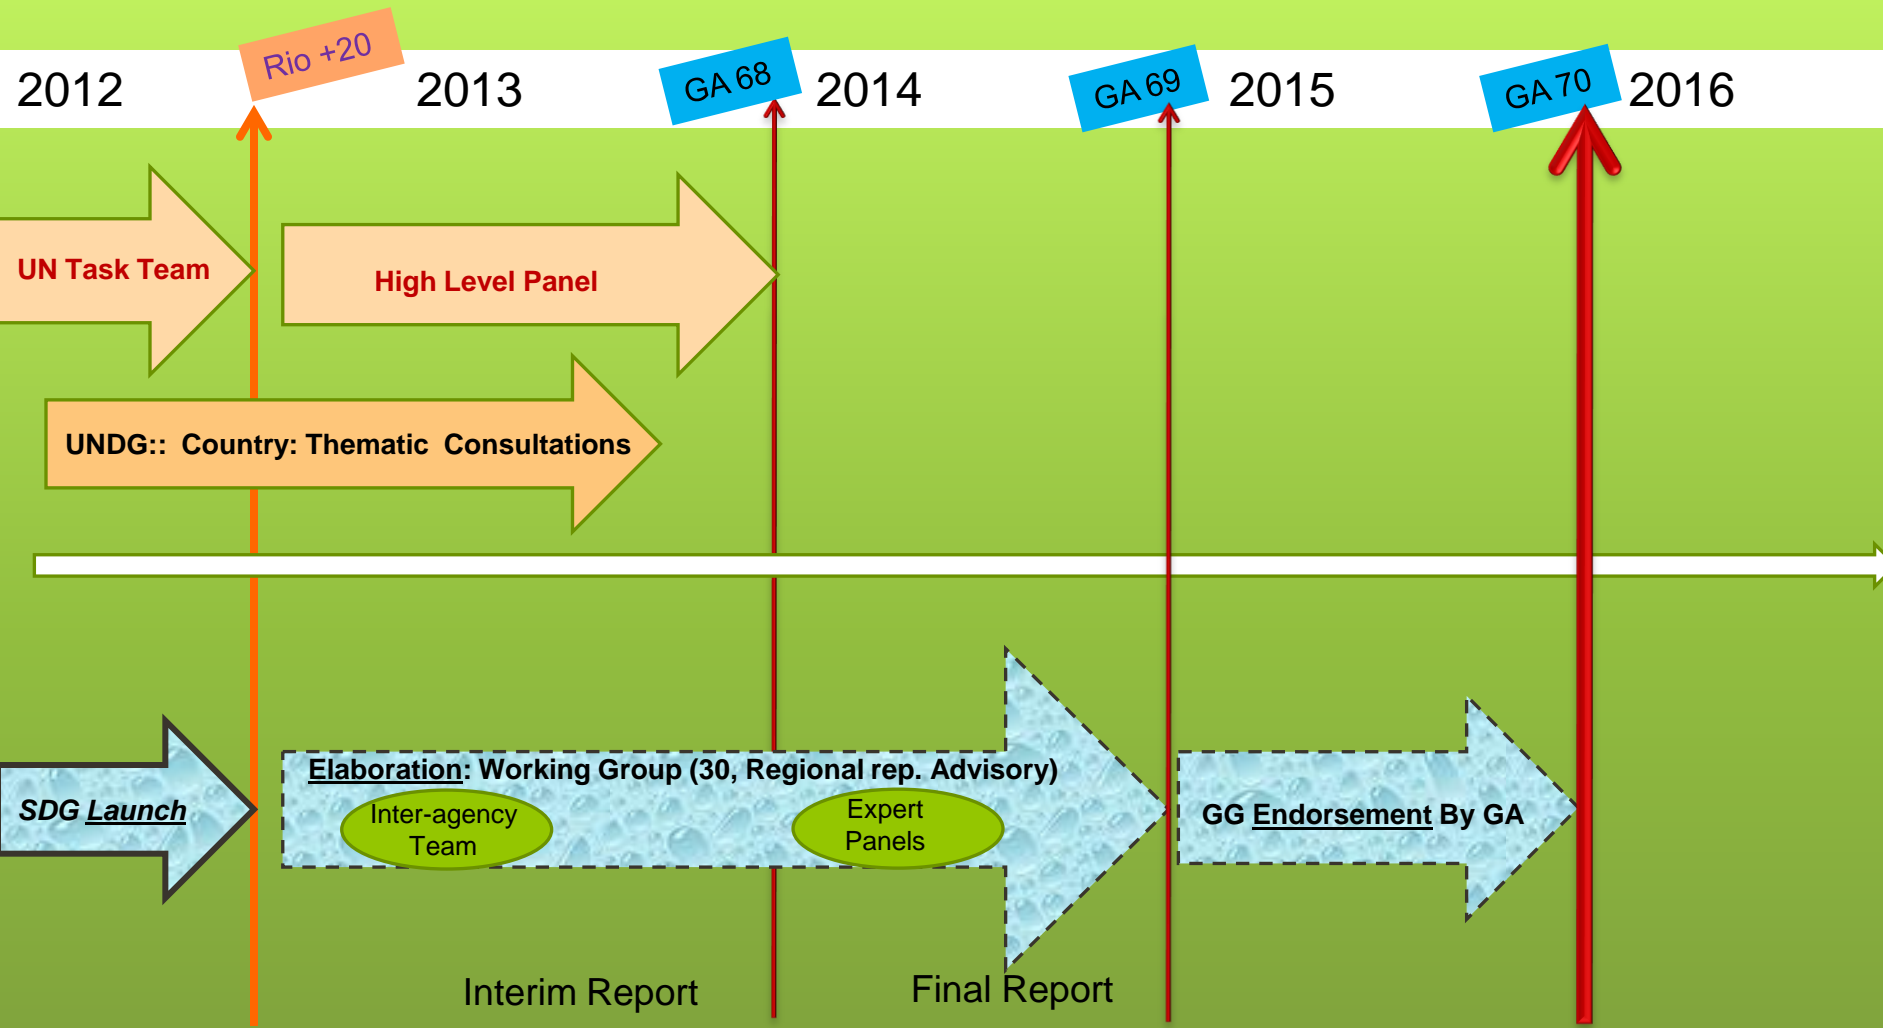 Rio +20
2012
2013
GA 68
2014
GA 69
2015
GA 70
2016
UN Task Team
High Level Panel
UNDG:: Country: Thematic Consultations
Elaboration: Working Group (30, Regional rep. Advisory)
SDG Launch
Inter-agency
Team
Expert
Panels
GG Endorsement By GA
Interim Report
Final Report